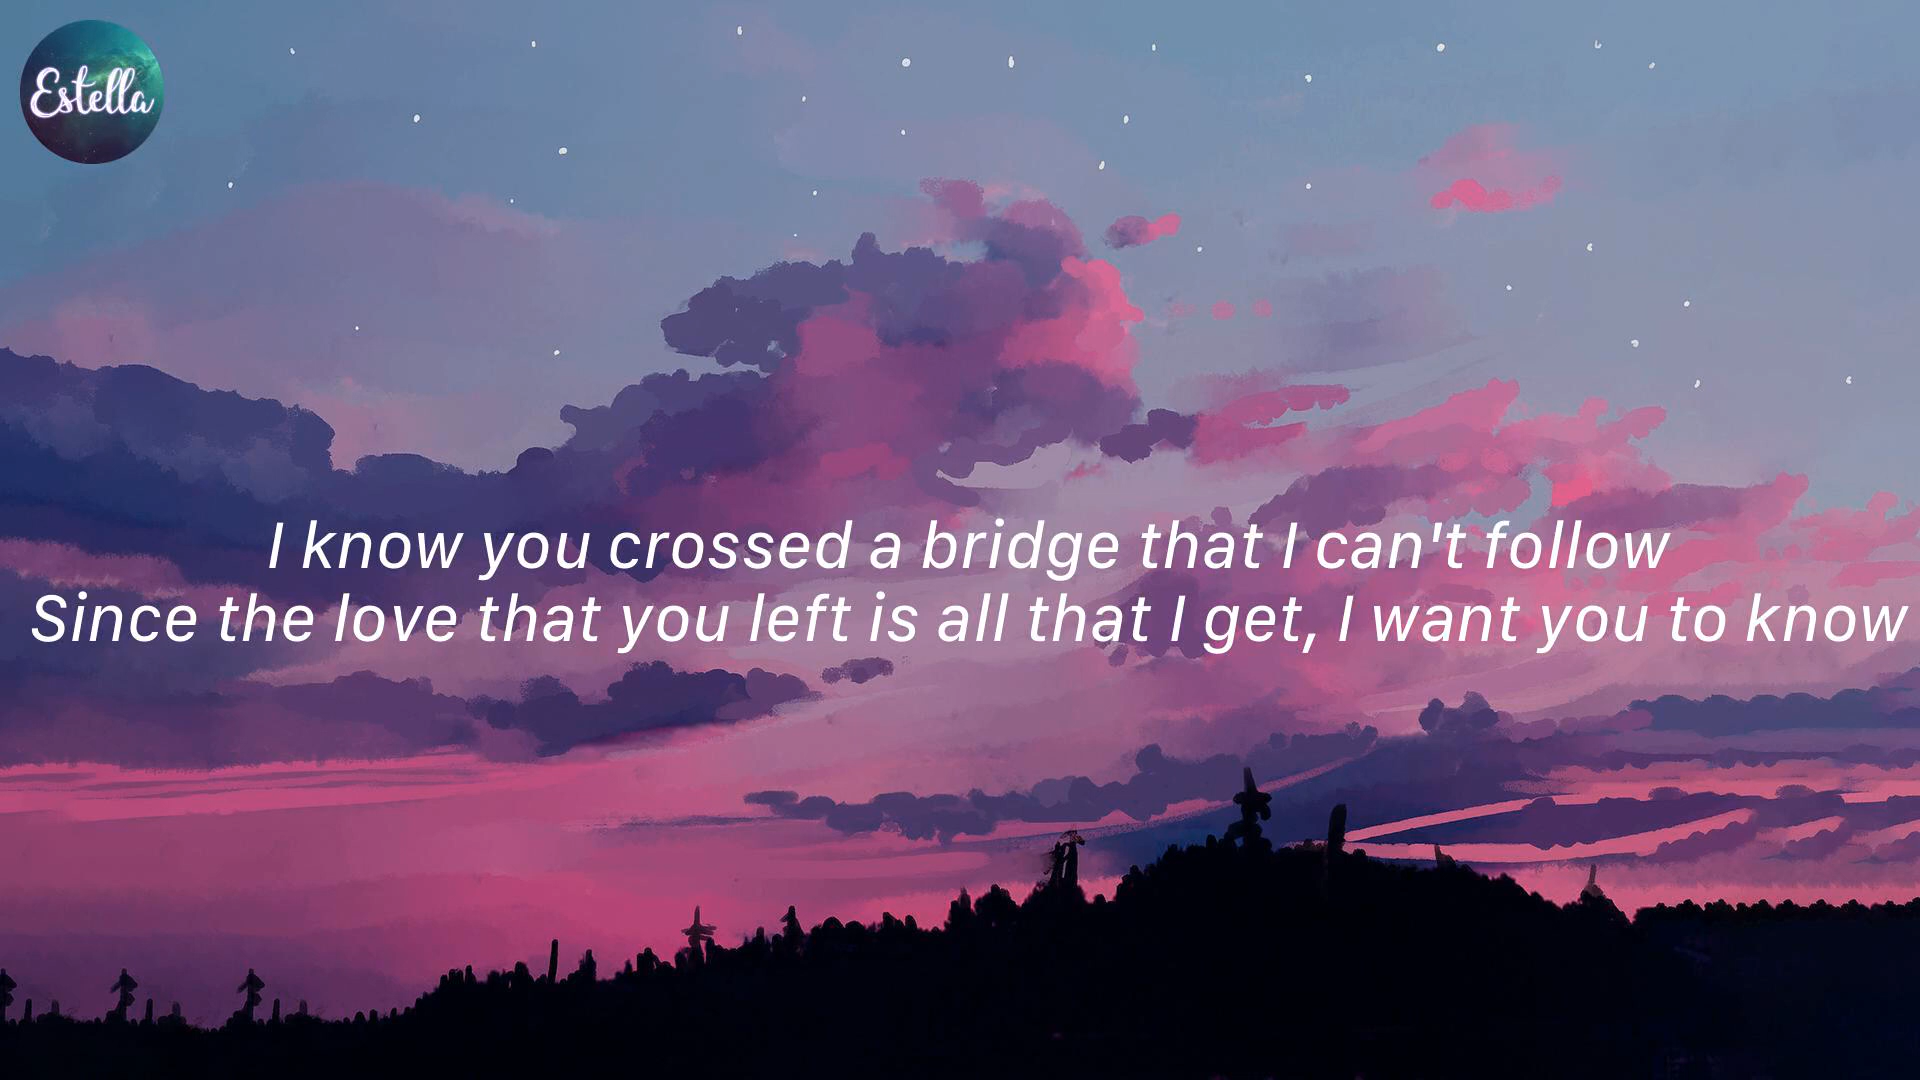 Estella
I know you crossed a bridge that I can't follow
Since the love that you left is all that I get, I want you to know